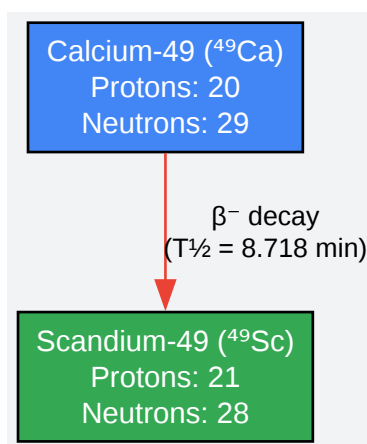 Calcium-49 (⁴⁹Ca)
Protons: 20
Neutrons: 29
β⁻ decay
(T½ = 8.718 min)
Scandium-49 (⁴⁹Sc)
Protons: 21
Neutrons: 28